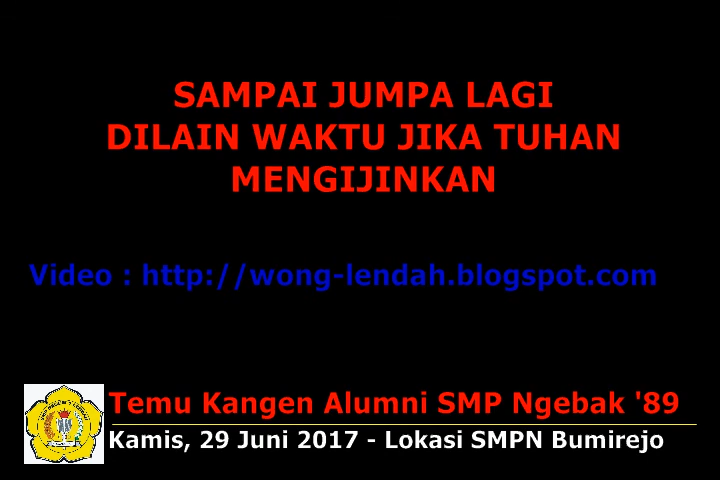 SAMPAI JUMPA LAGI
DILAIN WAKTU JIKA TUHAN
MENGIJINKAN
Video : http://wong-lendah.blogspot.com
Temu Kangen Alumni SMP Ngebak '89
Kamis, 29 Juni 2017 - Lokasi SMPN Bumirejo